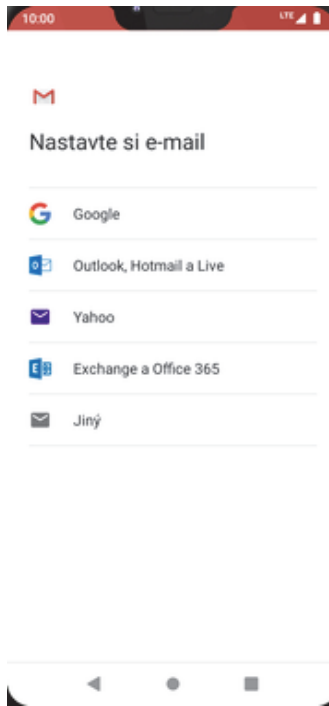 10:00
LTE
Nastavte si e-mail
Google
Outlook, Hotmail a Live
Yahoo
Exchange a Office 365
Jiný